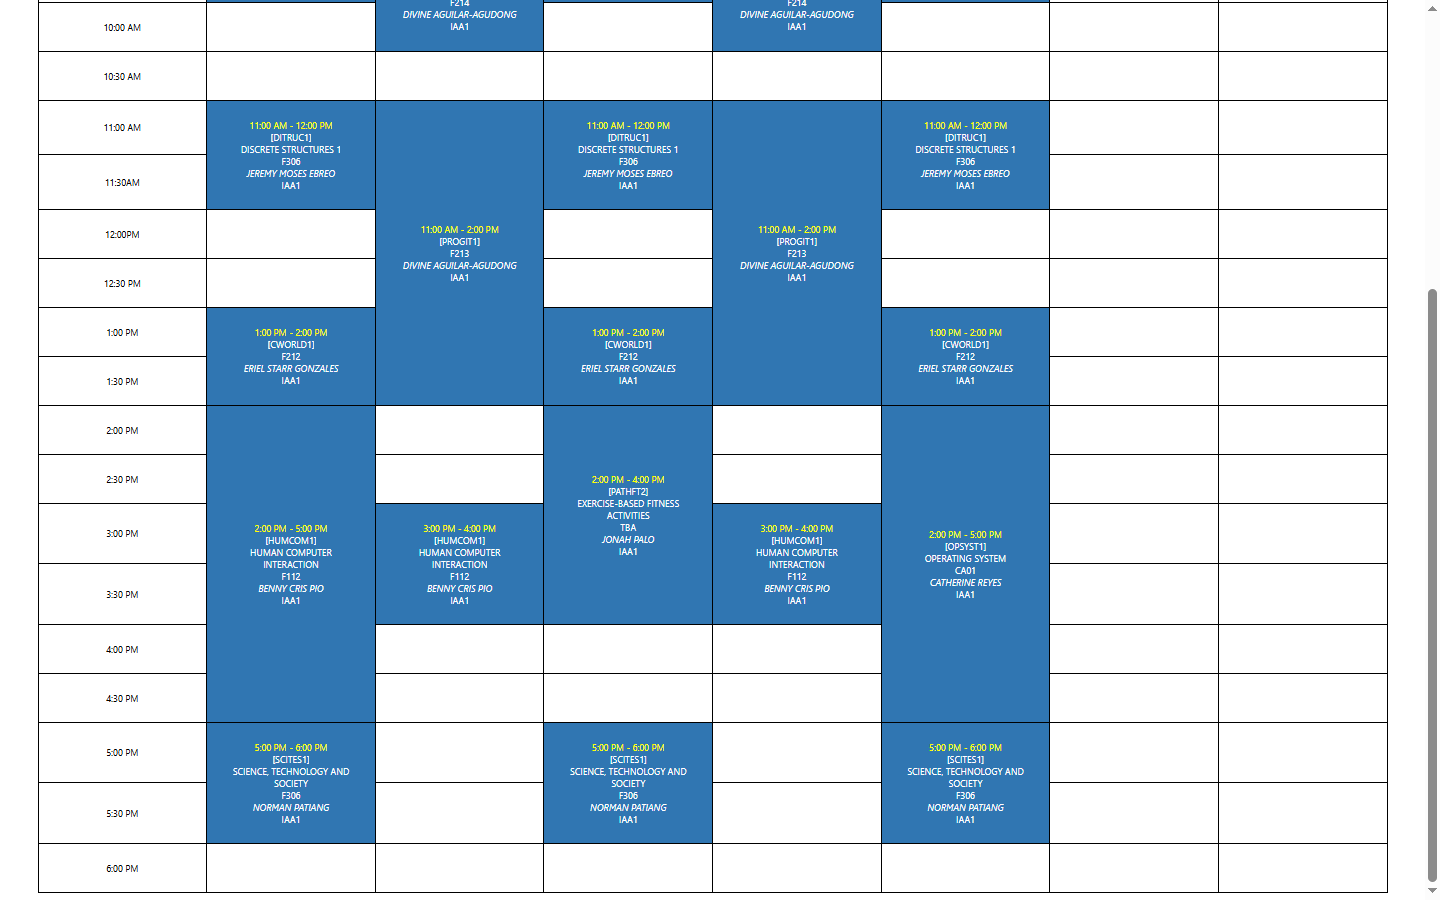 F214
DIVINE AGUILAR-AGUDONG
IAA1
F214
DIVINE AGUILAR-AGUDONG
IAA1
10:00 AM
10:30 AM
11:00 AM
11:30AM
12:00PM
12:30 PM
1:00 PM
1:30 PM
2:00 PM
2:30 PM
3:00 PM
3:30 PM
4:00 PM
4:30 PM
5:00 PM
5:30 PM
6:00 PM
11:00 AM - 12:00 PM
[DITRUC1]
DISCRETE STRUCTURES 1
F306
JEREMY MOSES EBREO
IAA1
1:00 PM - 2:00 PM
[CWORLD1]
F212
ERIEL STARR GONZALES
IAA1
2:00 PM - 5:00 PM
[HUMCOM1]
HUMAN COMPUTER
INTERACTION
F112
BENNY CRIS PIO
IAA1
5:00 PM - 6:00 PM
[SCITES1]
SCIENCE, TECHNOLOGY AND
SOCIETY
F306
NORMAN PATIANG
IAA1
11:00 AM - 2:00 PM
[PROGIT1]
F213
DIVINE AGUILAR-AGUDONG
IAA1
3:00 PM - 4:00 PM
[HUMCOM1]
HUMAN COMPUTER
INTERACTION
F112
BENNY CRIS PIO
IAA1
11:00 AM - 12:00 PM
[DITRUC1]
DISCRETE STRUCTURES 1
F306
JEREMY MOSES EBREO
IAA1
1:00 PM - 2:00 PM
[CWORLD1]
F212
ERIEL STARR GONZALES
IAA1
2:00 PM - 4:00 PM
[PATHFT2]
EXERCISE-BASED FITNESS
ACTIVITIES
TBA
JONAH PALO
IAA1
5:00 PM - 6:00 PM
[SCITES1]
SCIENCE, TECHNOLOGY AND
SOCIETY
F306
NORMAN PATIANG
IAA1
11:00 AM - 2:00 PM
[PROGIT1]
F213
DIVINE AGUILAR-AGUDONG
IAA1
3:00 PM - 4:00 PM
[HUMCOM1]
HUMAN COMPUTER
INTERACTION
F112
BENNY CRIS PIO
IAA1
11:00 AM - 12:00 PM
[DITRUC1]
DISCRETE STRUCTURES 1
F306
JEREMY MOSES EBREO
IAA1
1:00 PM - 2:00 PM
[CWORLD1]
F212
ERIEL STARR GONZALES
IAA1
2:00 PM - 5:00 PM
[OPSYST1]
OPERATING SYSTEM
CA01
CATHERINE REYES
IAA1
5:00 PM - 6:00 PM
[SCITES1]
SCIENCE, TECHNOLOGY AND
SOCIETY
F306
NORMAN PATIANG
IAA1